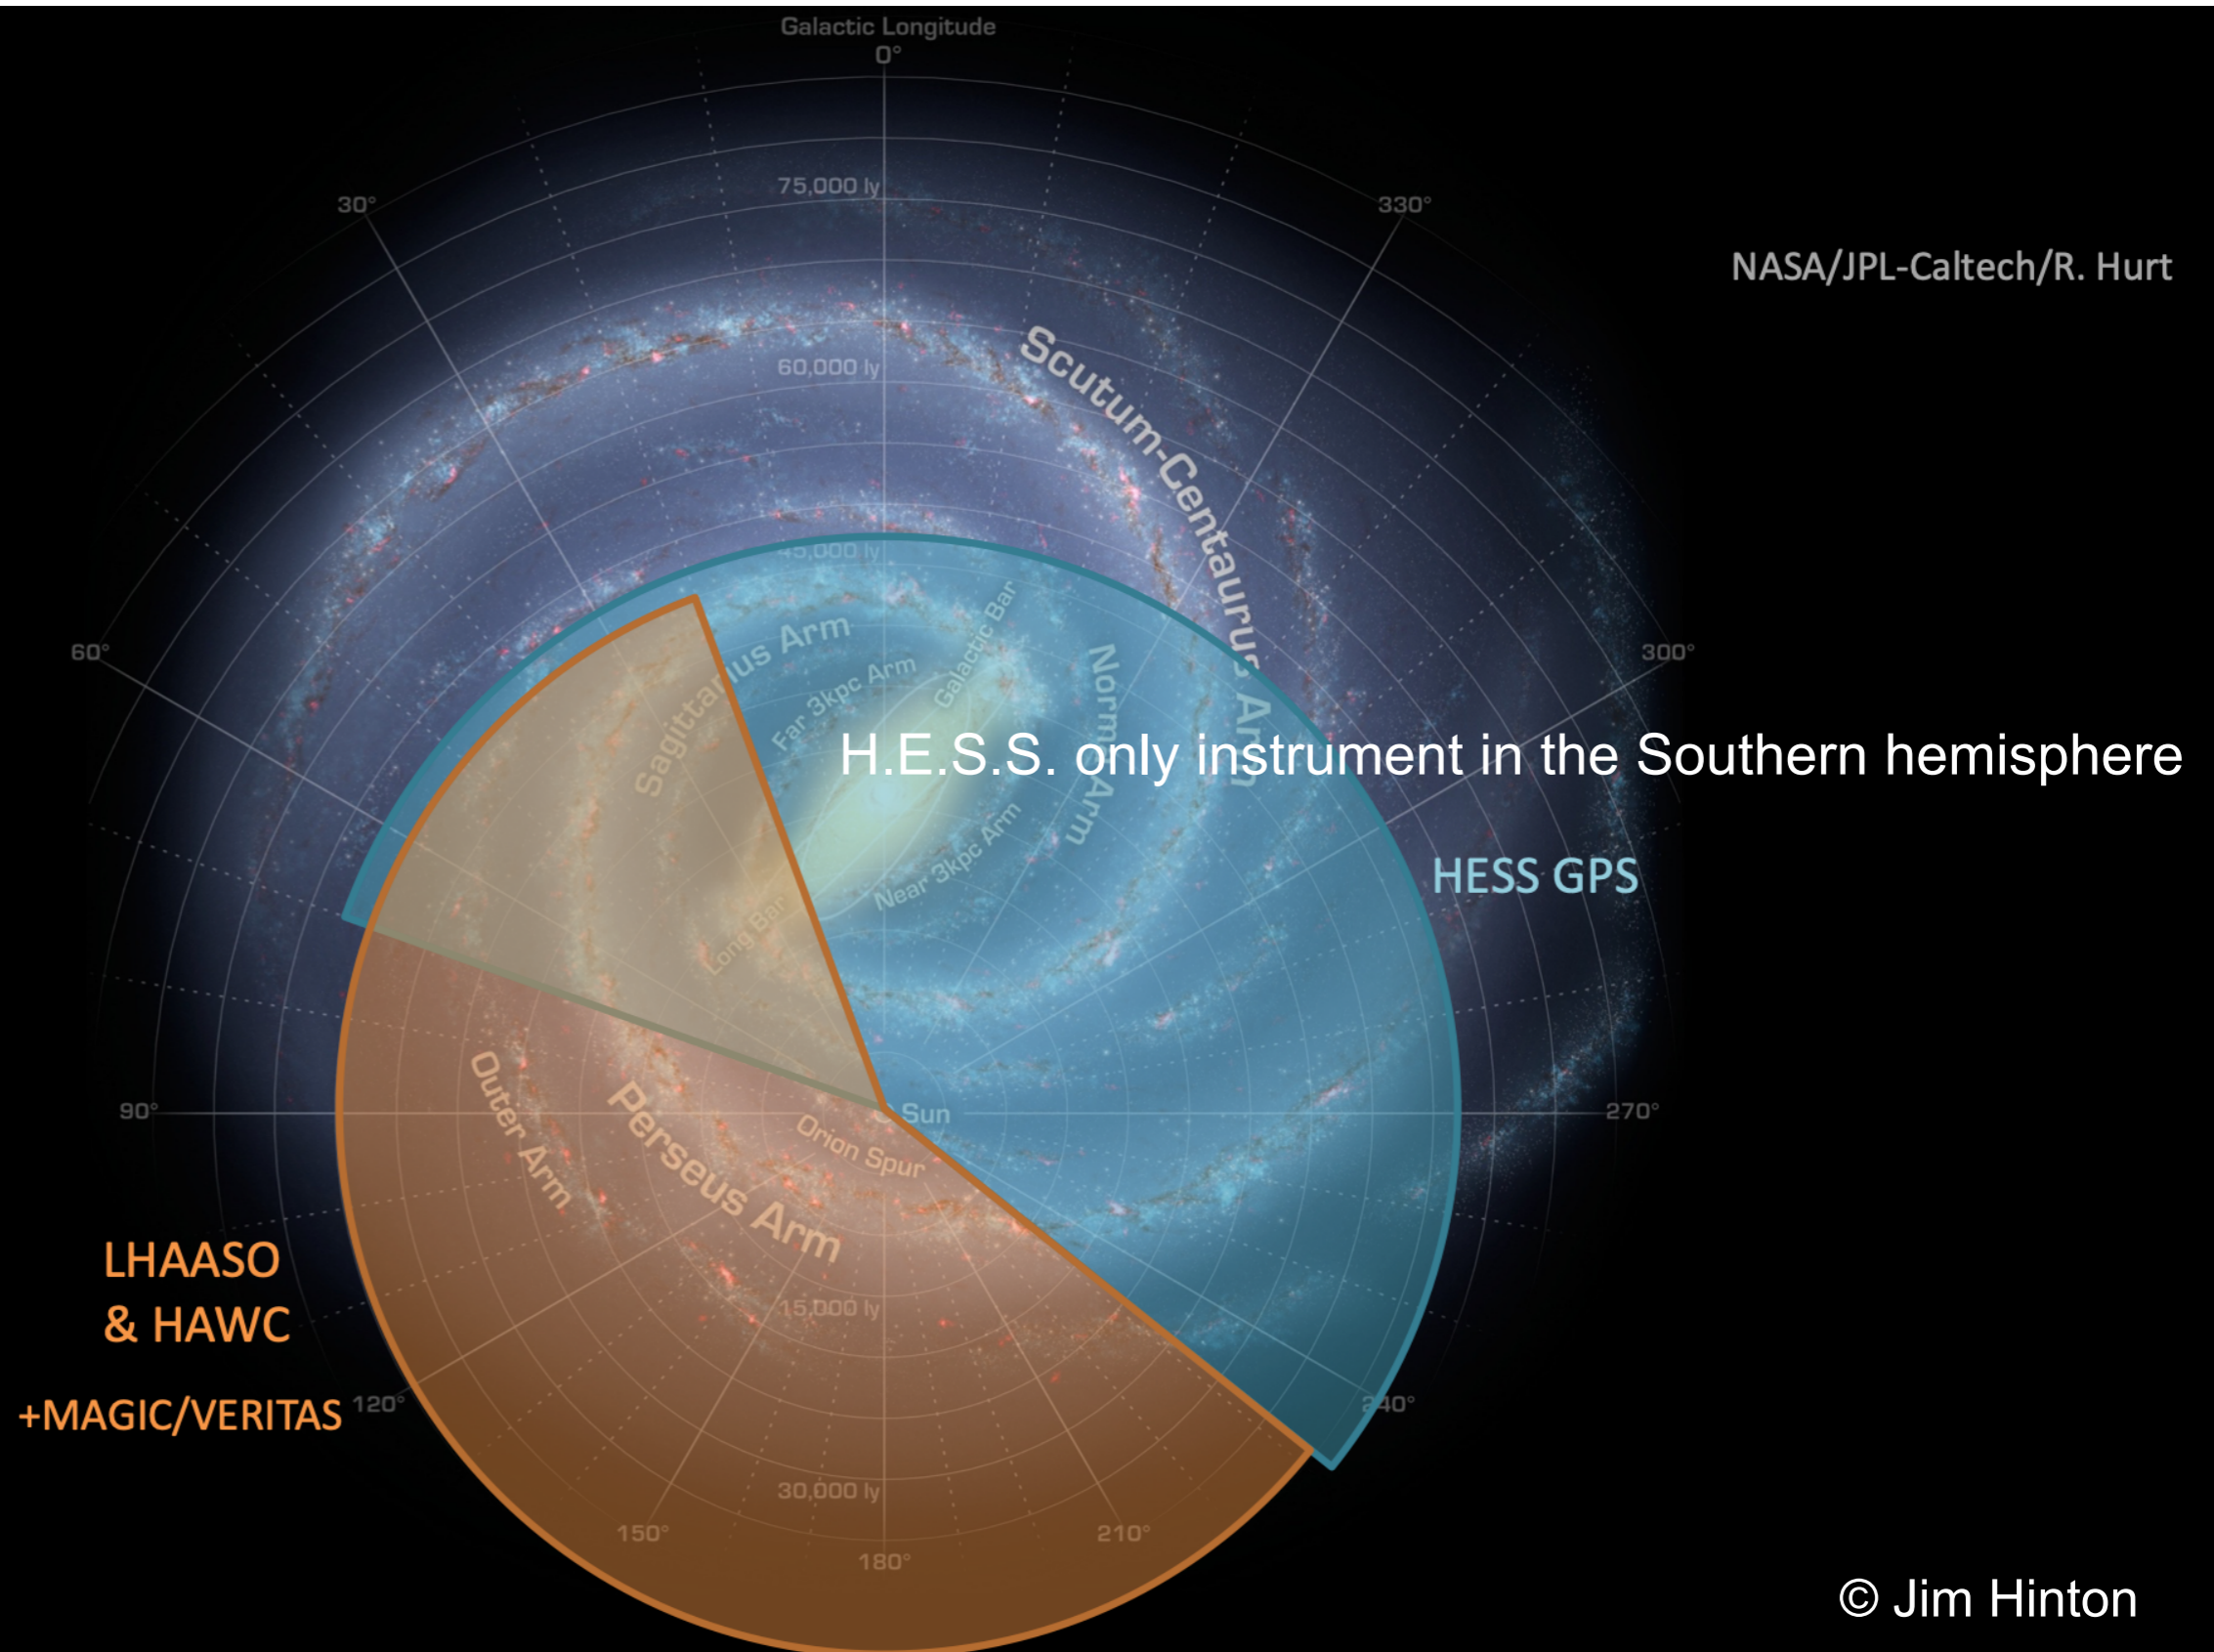 Galactic Longitude
0°
75,000 ly
30°
330°
NASA/JPL-Caltech/R. Hurt
Scutum-Centaurus Arm
60,000 ly
45,000 ly
Galactic Bar
Sagittarius Arm
Far 3kpc Arm
Norma Arm
60°
300°
H.E.S.S. only instrument in the Southern hemisphere
Near 3kpc Arm
HESS GPS
Long Bar
Outer Arm
Perseus Arm
90°
Sun
270°
Orion Spur
LHAASO
& HAWC
15,000 ly
+MAGIC/VERITAS
120°
240°
30,000 ly
150°
210°
180°
© Jim Hinton